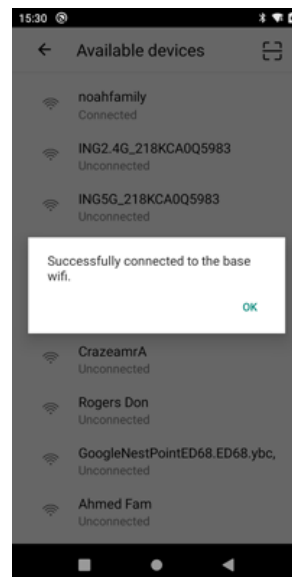 15:30
Available devices
noahfamily
Connected
ING2.4G_218KCA0Q5983
Unconnected
ING5G_218KCA0Q5983
Unconnected
Successfully connected to the base
wifi.
OK
CrazeamrA
Unconnected
Rogers Don
Unconnected
GoogleNestPointED68.ED68.ybc,
Unconnected
Ahmed Fam
Unconnected